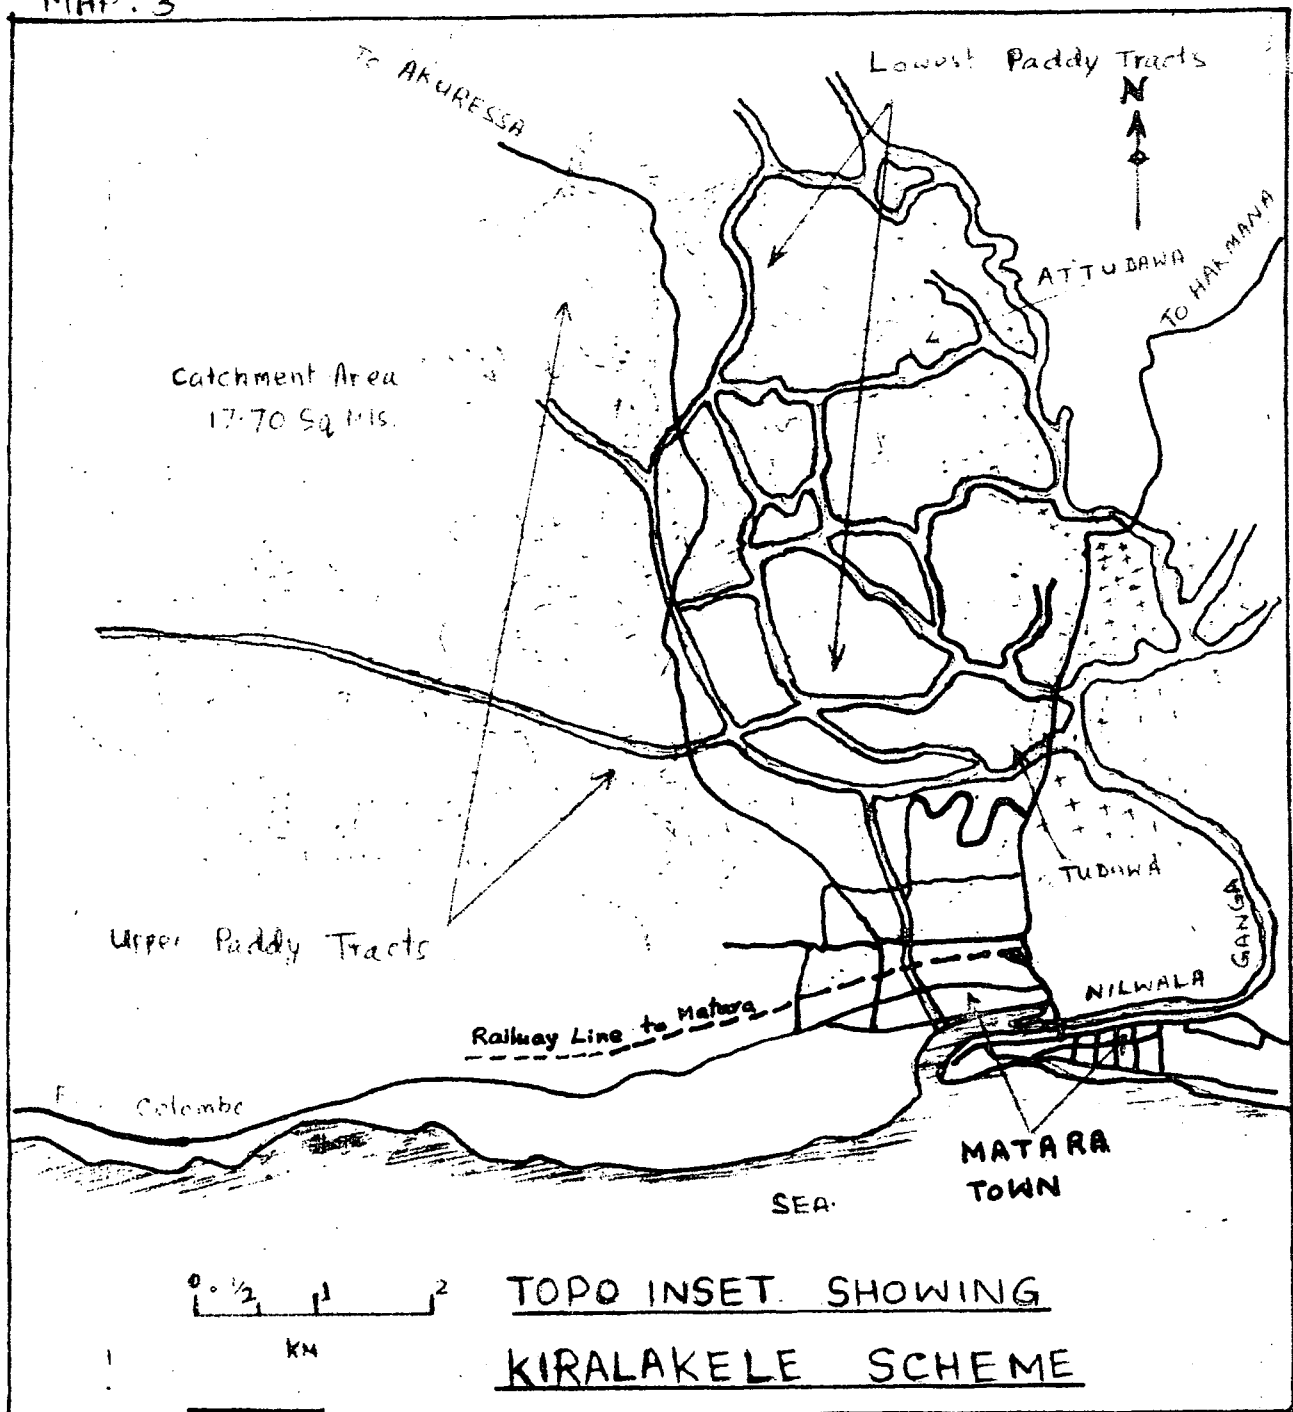 MAP. 3
To AKURESSA
Lowest Paddy Tracts
N
ATTUDAWA
TO HAKMANA
Catchment Area
17.70 Sq Mls.
TUDAWA
GANGA
Upper Paddy Tracts
NILWALA
Railway Line to Matara
Colombo
MATARA
TOWN
SEA.
0 1/2 1 2
KM
TOPO INSET SHOWING
KIRALAKELE SCHEME